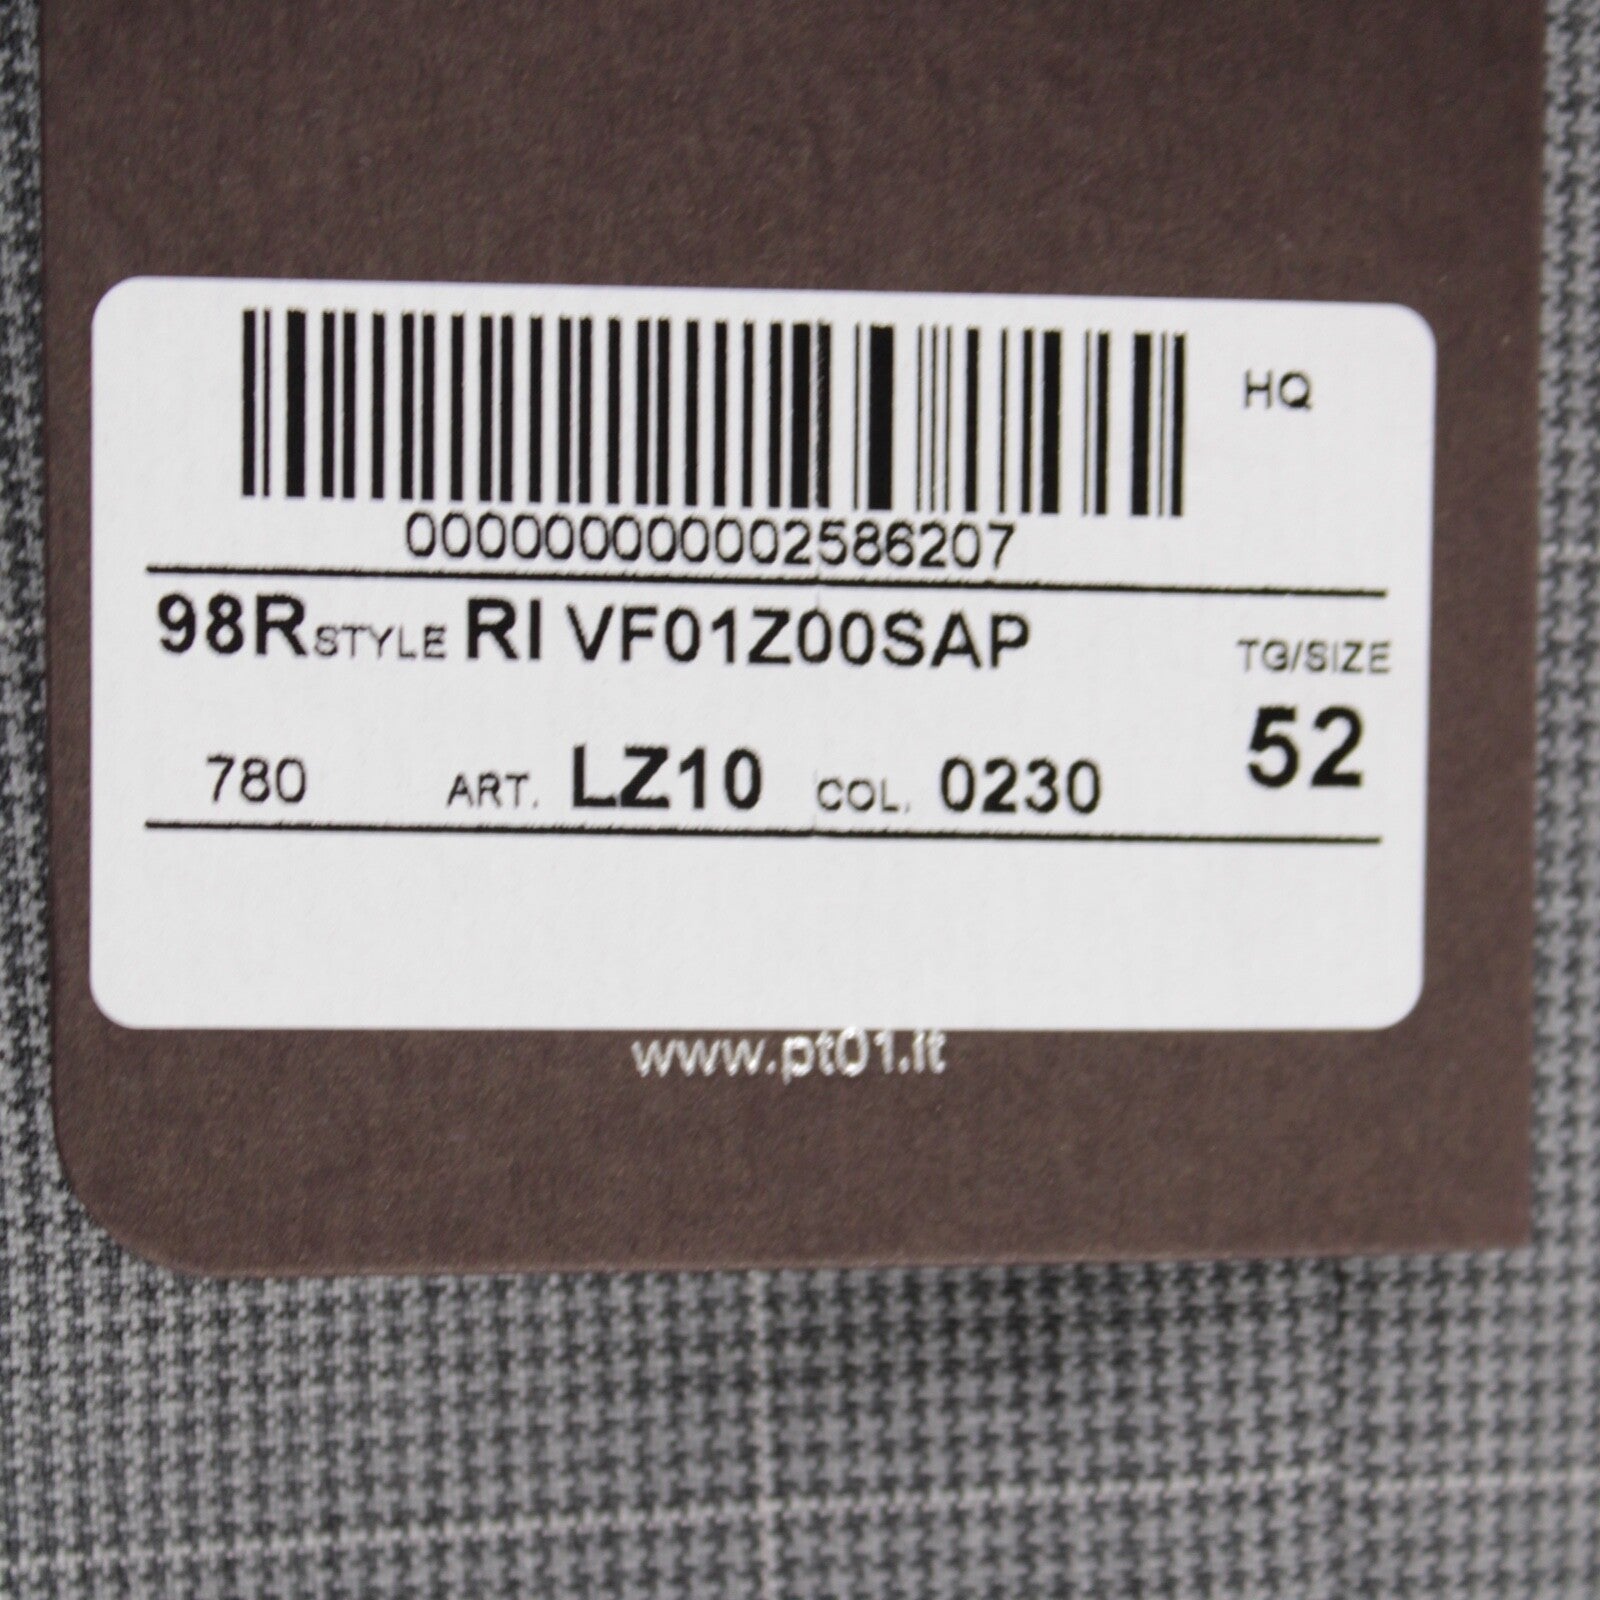 HQ
000000000002586207
98R STYLE RI VF01Z00SAP
TG/SIZE
52
780 ART. LZ10 COL. 0230
www.pt01.it